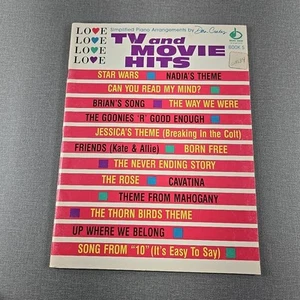 LOVE
LOVE
LOVE
LOVE
Simplified Piano Arrangements by
TV and
MOVIE
HITS
BOOK 5
STAR WARS NADIA'S THEME
CAN YOU READ MY MIND?
BRIAN'S SONG THE WAY WE WERE
THE GOONIES 'R' GOOD ENOUGH
JESSICA'S THEME (Breaking In the Colt)
FRIENDS (Kate & Allie) BORN FREE
THE NEVER ENDING STORY
THE ROSE CAVATINA
THEME FROM MAHOGANY
THE THORN BIRDS THEME
UP WHERE WE BELONG
SONG FROM "10" (It's Easy To Say)